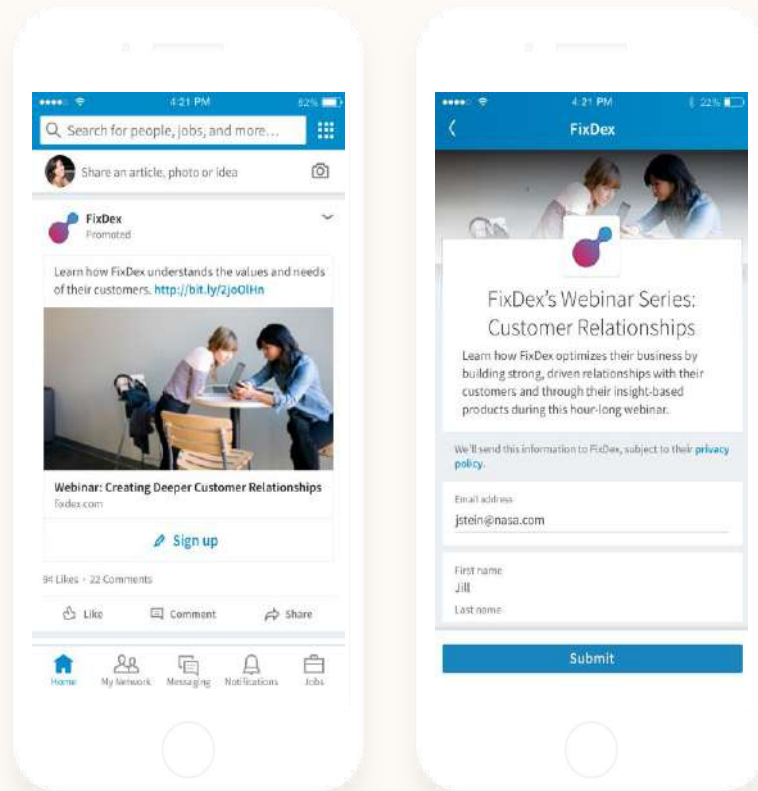 4:21 PM
82%
Search for people, jobs, and more...
Share an article, photo or idea
FixDex
Promoted
Learn how FixDex understands the values and needs
of their customers. http://bit.ly/2joOlHn
Webinar: Creating Deeper Customer Relationships
fixdex.com
Sign up
94 Likes • 22 Comments
Like
Comment
Share
Home
My Network
Messaging
Notifications
Jobs
4:21 PM
22%
FixDex
FixDex's Webinar Series:
Customer Relationships
Learn how FixDex optimizes their business by
building strong, driven relationships with their
customers and through their insight-based
products during this hour-long webinar.
We'll send this information to FixDex, subject to their privacy
policy.
Email address
jstein@nasa.com
First name
Jill
Last name
Submit